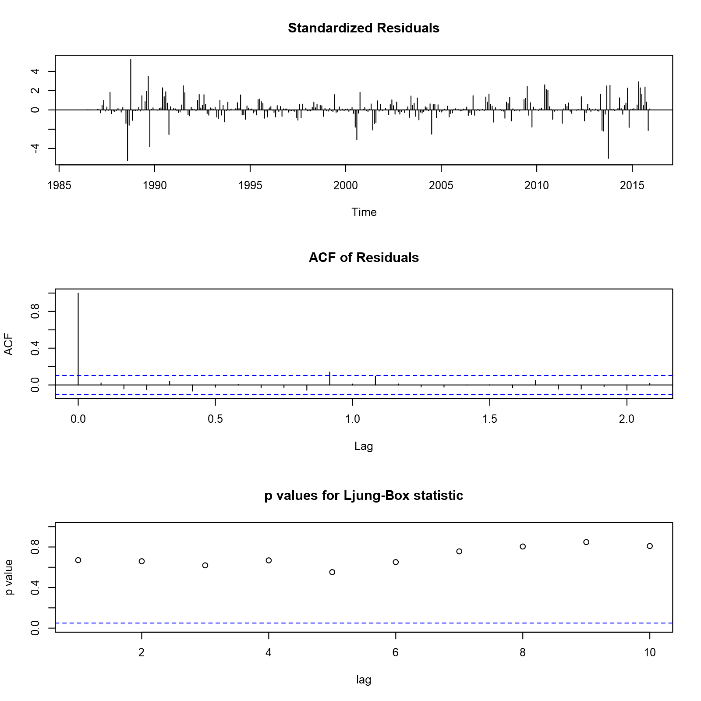 Standardized Residuals
4
2
0
-4
1985 1990 1995 2000 2005 2010 2015
Time
ACF of Residuals
ACF
0.8
0.4
0.0
0.0 0.5 1.0 1.5 2.0
Lag
p values for Ljung-Box statistic
p value
0.8
0.4
0.0
2 4 6 8 10
lag